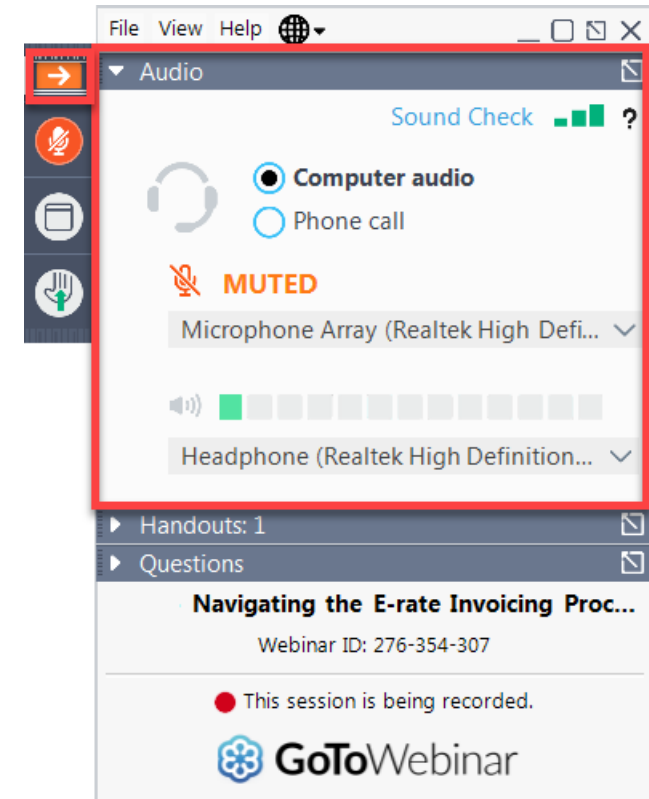 File View Help
Audio
Sound Check ?
Computer audio
Phone call
MUTED
Microphone Array (Realtek High Defi...
Headphone (Realtek High Definition...
Handouts: 1
Questions
Navigating the E-rate Invoicing Proc...
Webinar ID: 276-354-307
This session is being recorded.
GoToWebinar